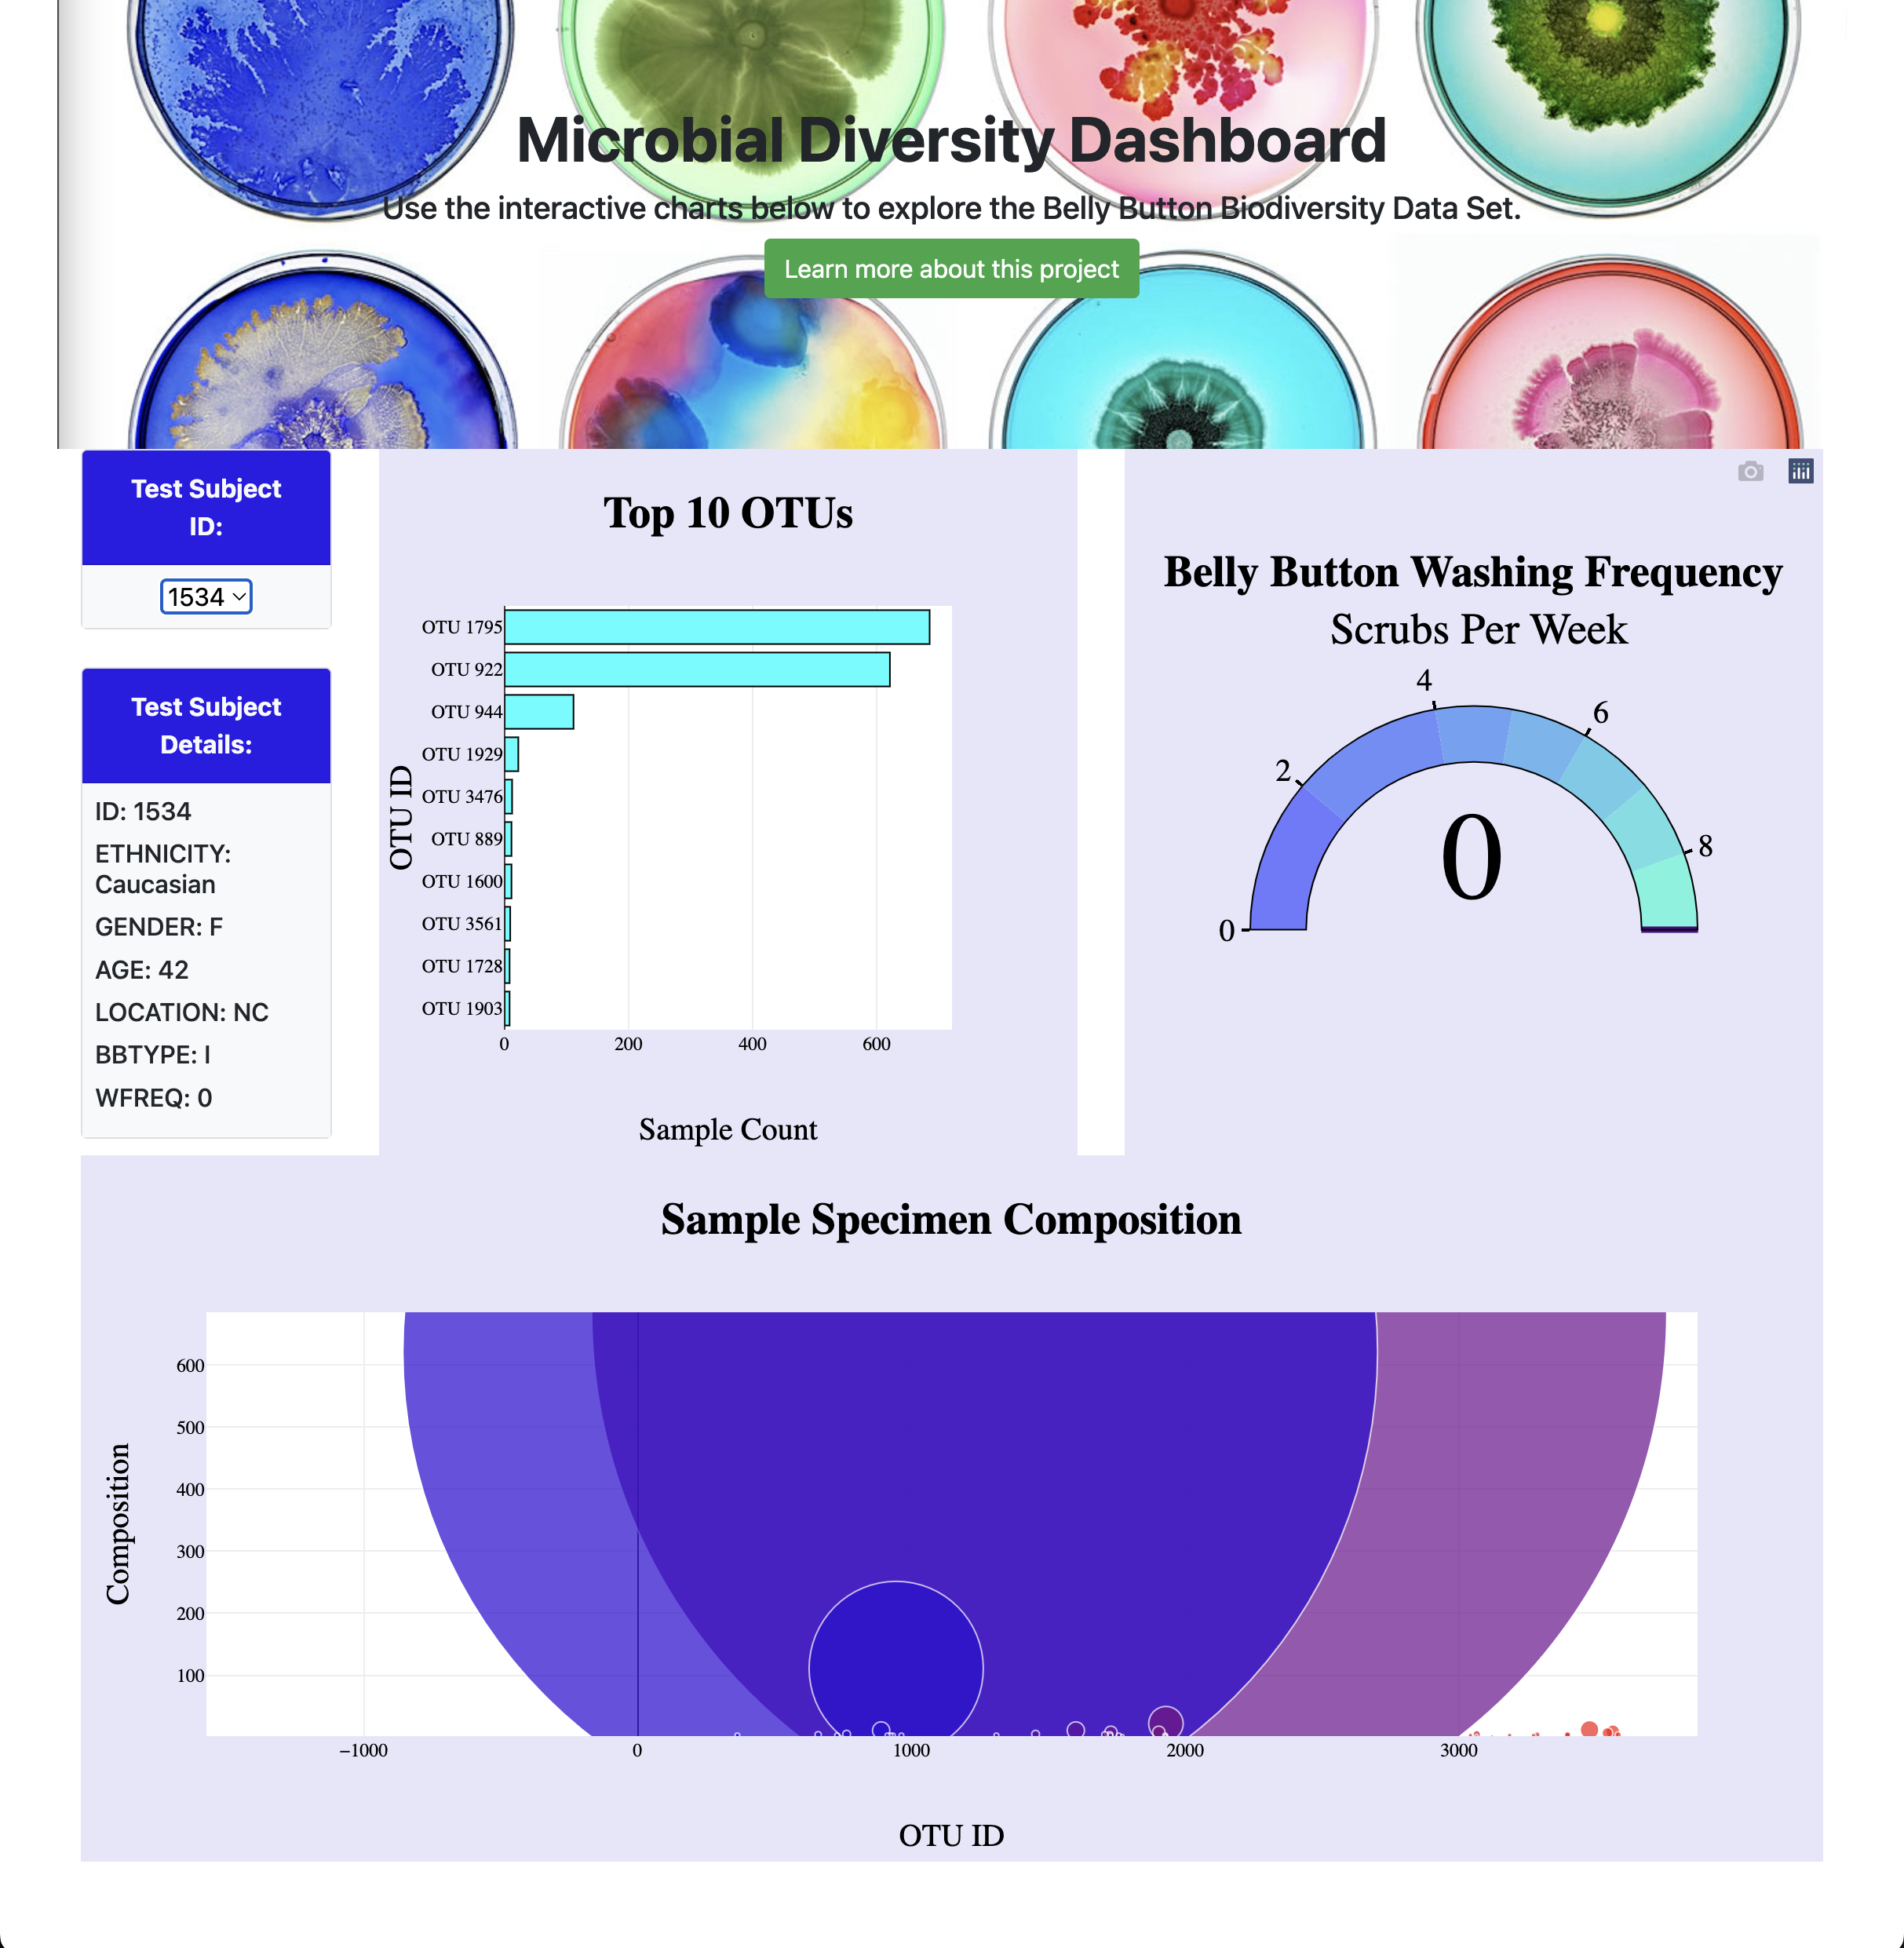 Microbial Diversity Dashboard
Use the interactive charts below to explore the Belly Button Biodiversity Data Set.
Learn more about this project
Test Subject
ID:
1534
Test Subject
Details:
ID: 1534
ETHNICITY:
Caucasian
GENDER: F
AGE: 42
LOCATION: NC
BBTYPE: I
WFREQ: 0
Top 10 OTUs
OTU ID
OTU 1795
OTU 922
OTU 944
OTU 1929
OTU 3476
OTU 889
OTU 1600
OTU 3561
OTU 1728
OTU 1903
0 200 400 600
Sample Count
Belly Button Washing Frequency
Scrubs Per Week
0
2
4
6
8
0
Sample Specimen Composition
Composition
600
500
400
300
200
100
−1000 0 1000 2000 3000
OTU ID